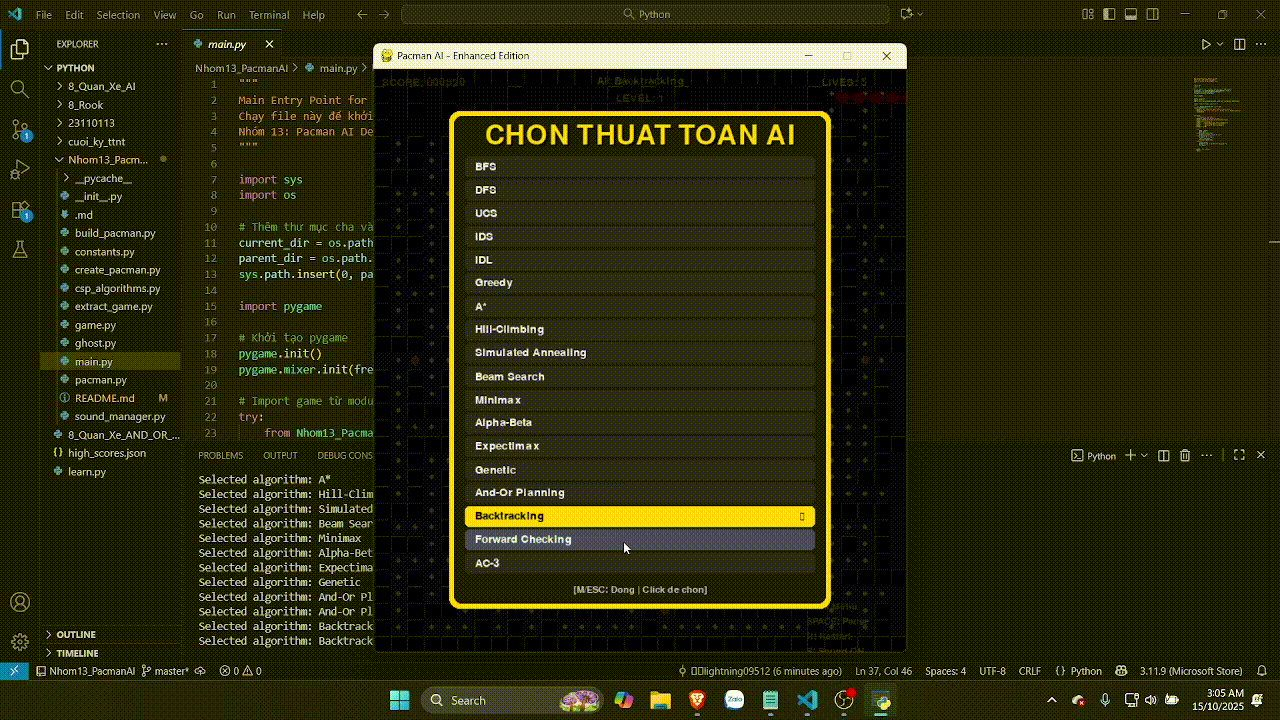 File Edit Selection View Go Run Terminal Help
Python
EXPLORER
main.py
PYTHON
8_Quan_Xe_AI
8_Rook
23110113
cuoi_ky_ttnt
Nhom13_Pacm...
__pycache__
__init__.py
.md
build_pacman.py
constants.py
create_pacman.py
csp_algorithms.py
extract_game.py
game.py
ghost.py
main.py
pacman.py
README.md M
sound_manager.py
8_Quan_Xe_AND_OR_...
high_scores.json
learn.py
OUTLINE
TIMELINE
Nhom13_PacmanAI > main.py >
1 """
2 Main Entry Point for
3 Chạy file này để khởi
4 Nhóm 13: Pacman AI De
5 """
6
7 import sys
8 import os
9
10 # Thêm thư mục cha và
11 current_dir = os.path
12 parent_dir = os.path.
13 sys.path.insert(0, pa
14
15 import pygame
16
17 # Khởi tạo pygame
18 pygame.init()
19 pygame.mixer.init(fre
20
21 # Import game từ modu
22 try:
23 from Nhom13_Pacma
PROBLEMS OUTPUT DEBUG CONS
Python
Selected algorithm: A*
Selected algorithm: Hill-Clim
Selected algorithm: Simulated
Selected algorithm: Beam Sear
Selected algorithm: Minimax
Selected algorithm: Alpha-Bet
Selected algorithm: Expectima
Selected algorithm: Genetic
Selected algorithm: And-Or Pl
Selected algorithm: And-Or Pl
Selected algorithm: Backtrack
Selected algorithm: Backtrack
Pacman AI - Enhanced Edition
AI: Backtracking
LIVES: 3
LEVEL: 1
CHON THUAT TOAN AI
BFS
DFS
UCS
IDS
IDL
Greedy
A*
Hill-Climbing
Simulated Annealing
Beam Search
Minimax
Alpha-Beta
Expectimax
Genetic
And-Or Planning
Backtracking
Forward Checking
AC-3
[M/ESC: Dong | Click de chon]
Nhom13_PacmanAI master* 0 0 lightning09512 (6 minutes ago) Ln 37, Col 46 Spaces: 4 UTF-8 CRLF Python 3.11.9 (Microsoft Store)
Search
Zalo
3:05 AM
15/10/2025